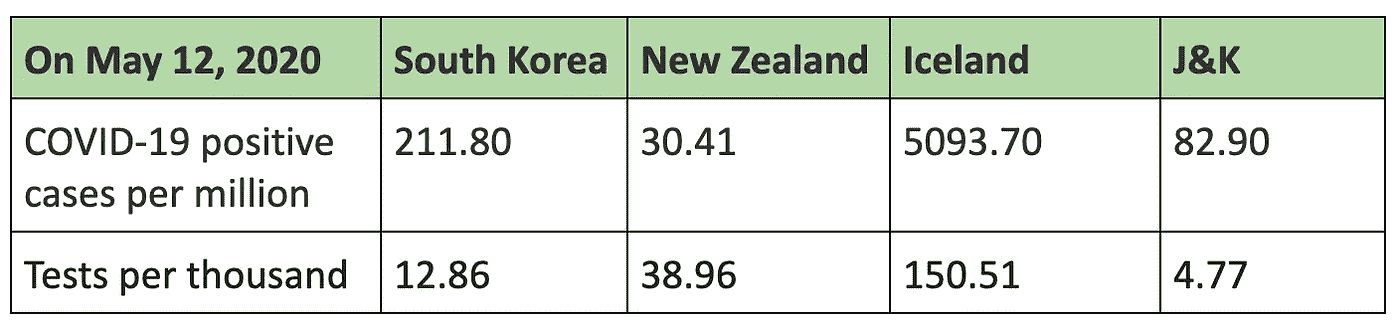 On May 12, 2020 South Korea New Zealand Iceland J&K
COVID-19 positive 211.80 30.41 5093.70 82.90
cases per million
Tests per thousand 12.86 38.96 150.51 4.77